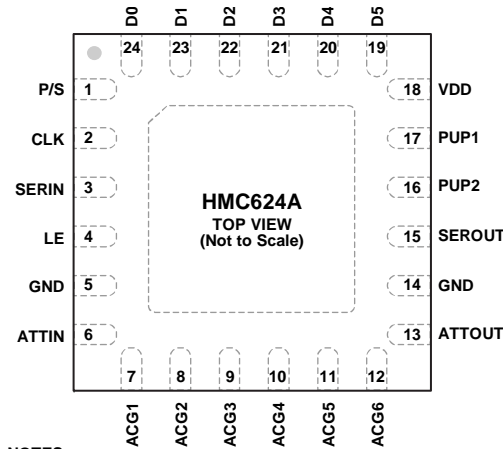 D0 D1 D2 D3 D4 D5
24 23 22 21 20 19
P/S 1 18 VDD
CLK 2 17 PUP1
SERIN 3 16 PUP2
HMC624A
TOP VIEW
(Not to Scale)
LE 4 15 SEROUT
GND 5 14 GND
ATTIN 6 13 ATTOUT
7 8 9 10 11 12
ACG1 ACG2 ACG3 ACG4 ACG5 ACG6